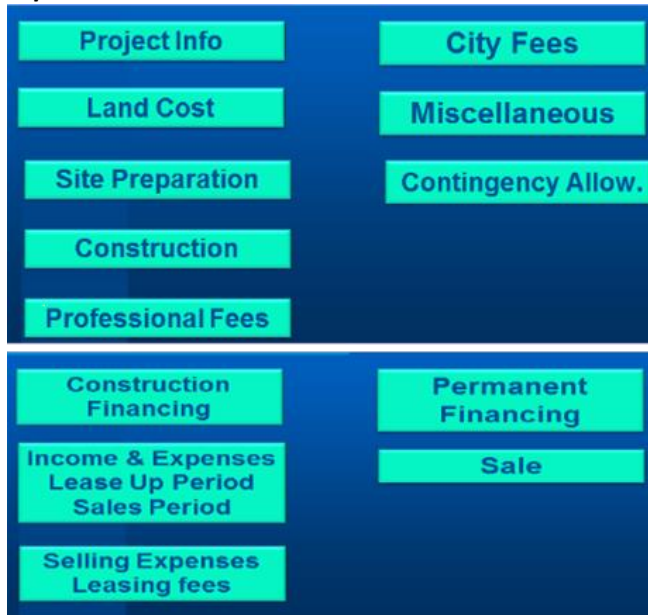 Project Info
City Fees
Land Cost
Miscellaneous
Site Preparation
Contingency Allow.
Construction
Professional Fees
Construction
Financing
Permanent
Financing
Income & Expenses
Lease Up Period
Sales Period
Sale
Selling Expenses
Leasing fees